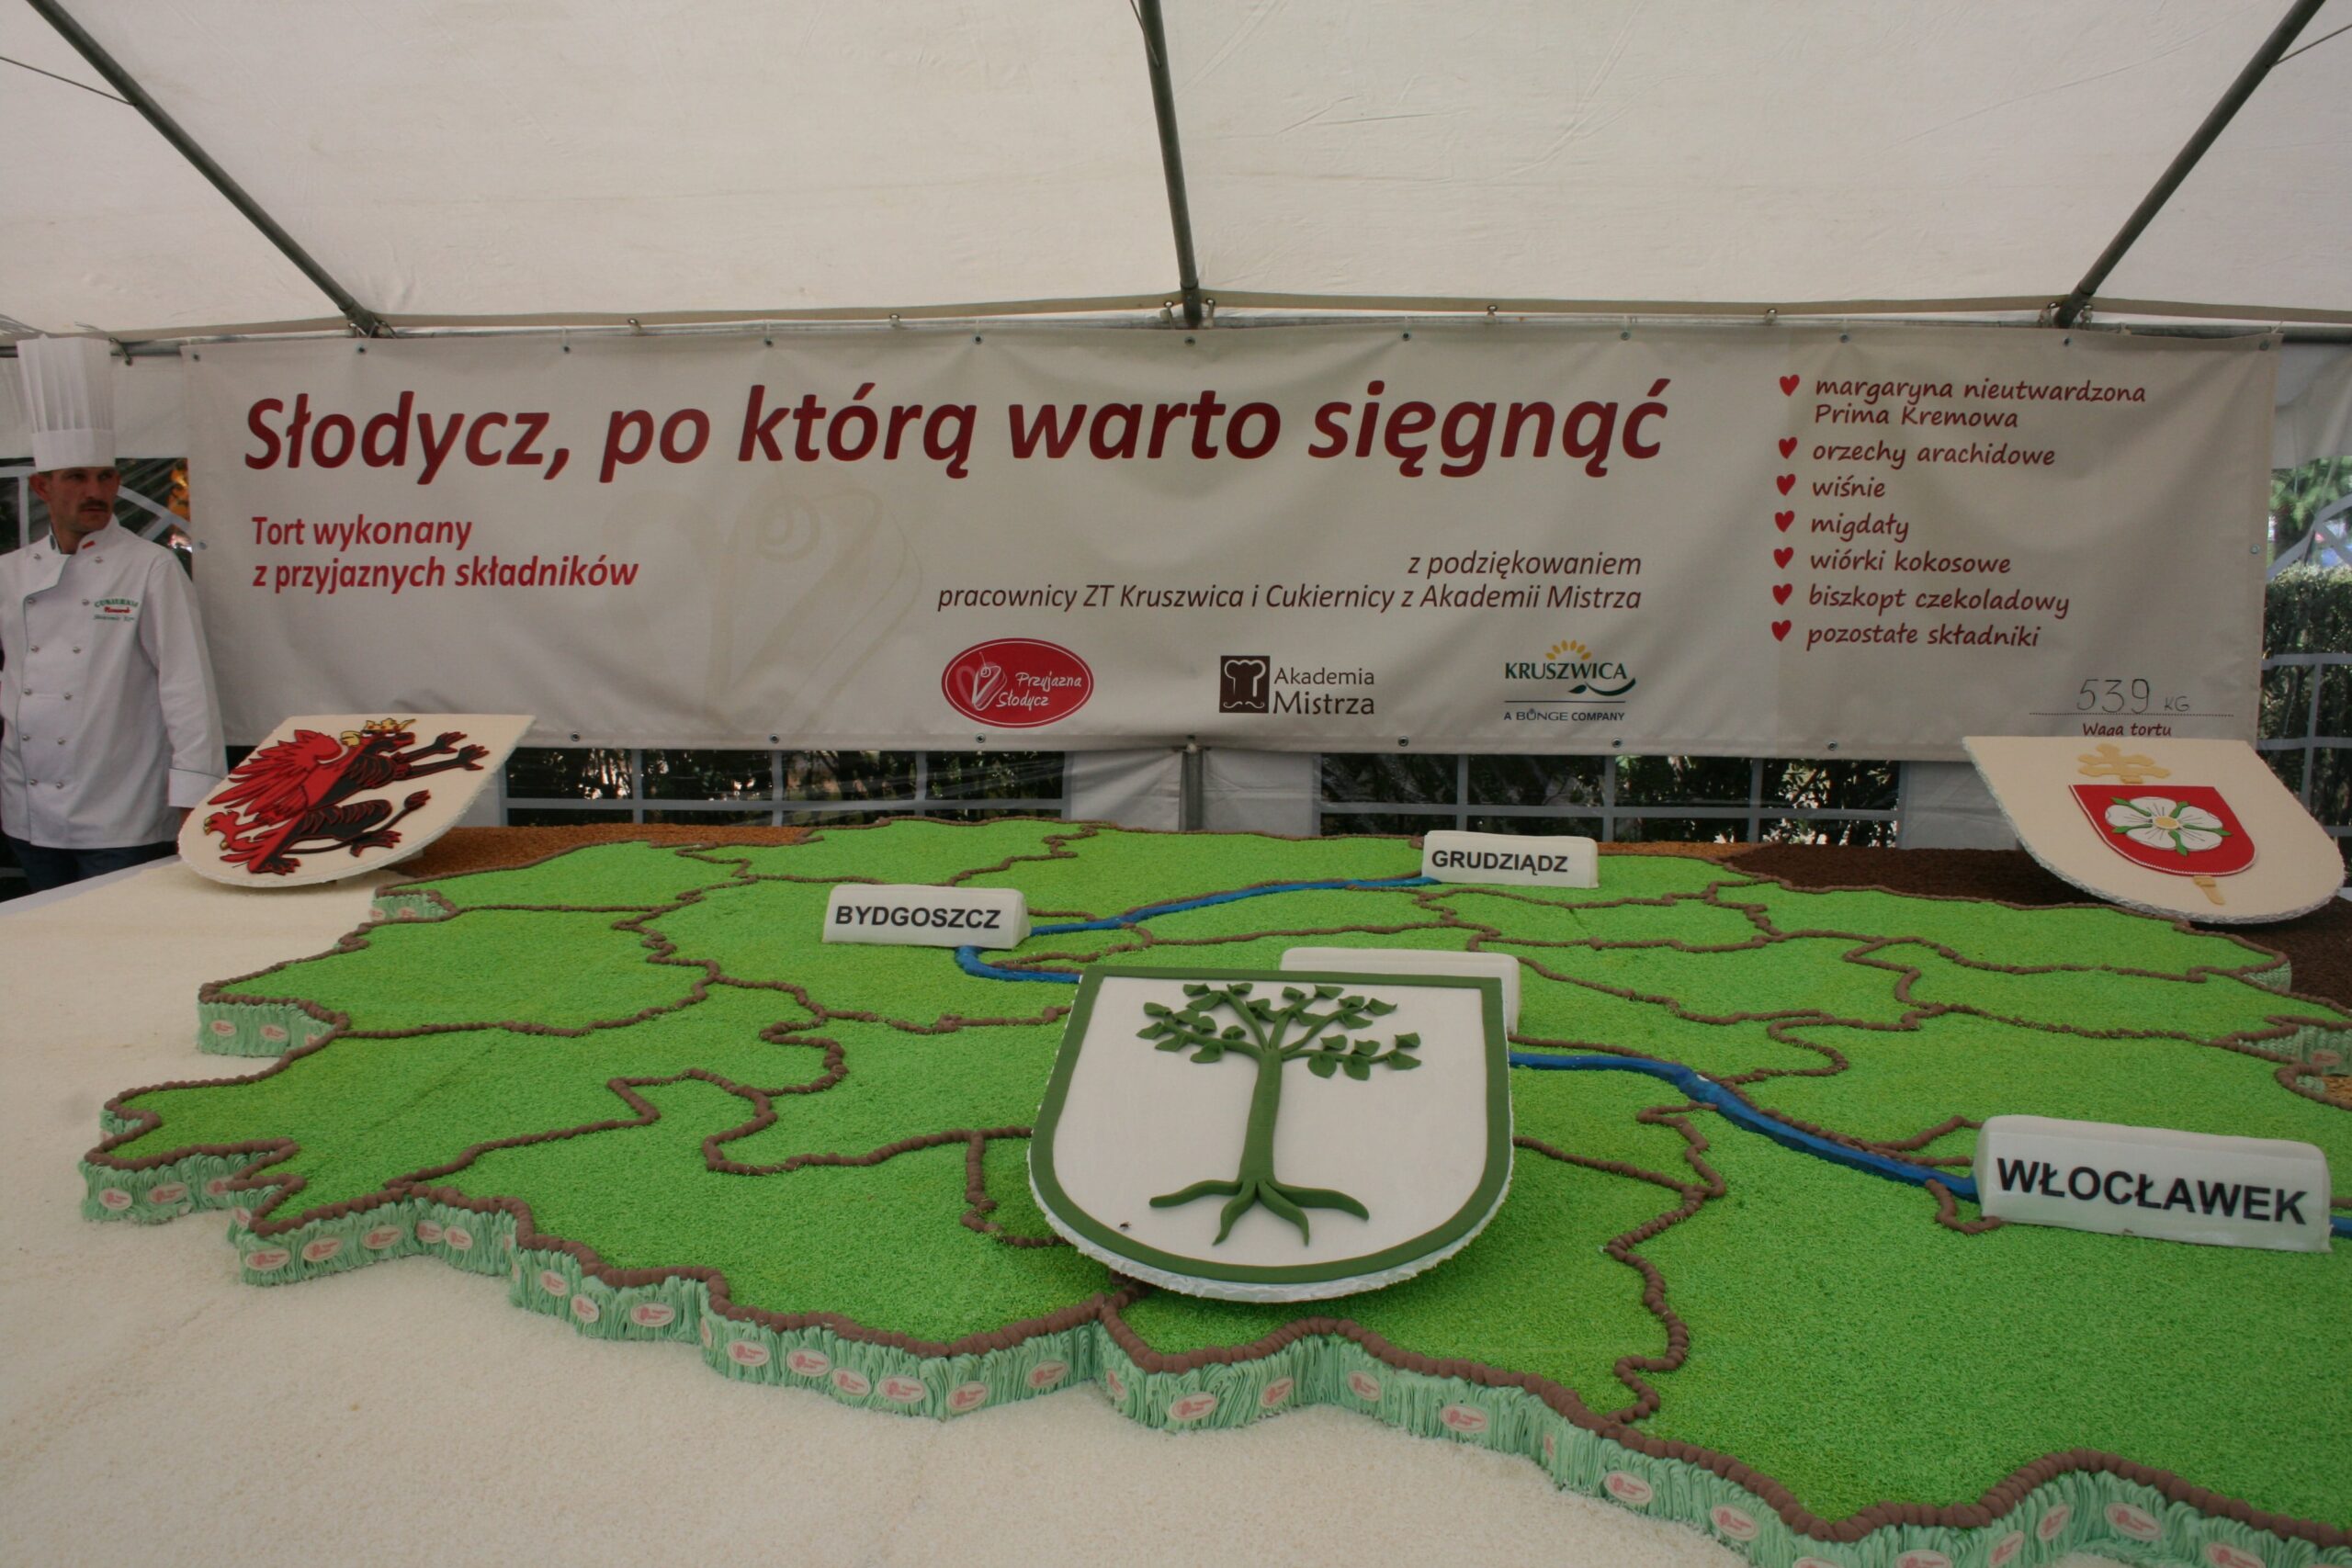 Słodycz, po którą warto sięgnąć
Tort wykonany
z przyjaznych składników
z podziękowaniem
pracownicy ZT Kruszwica i Cukiernicy z Akademii Mistrza
Przyjazna
Słodycz
Akademia
Mistrza
KRUSZWICA
A BUNGE COMPANY
margaryna nieutwardzona
Prima Kremowa
orzechy arachidowe
wiśnie
migdały
wiórki kokosowe
biszkopt czekoladowy
pozostałe składniki
539 KG
Waga tortu
CUKIERNIA
GRUDZIĄDZ
BYDGOSZCZ
WŁOCŁAWEK